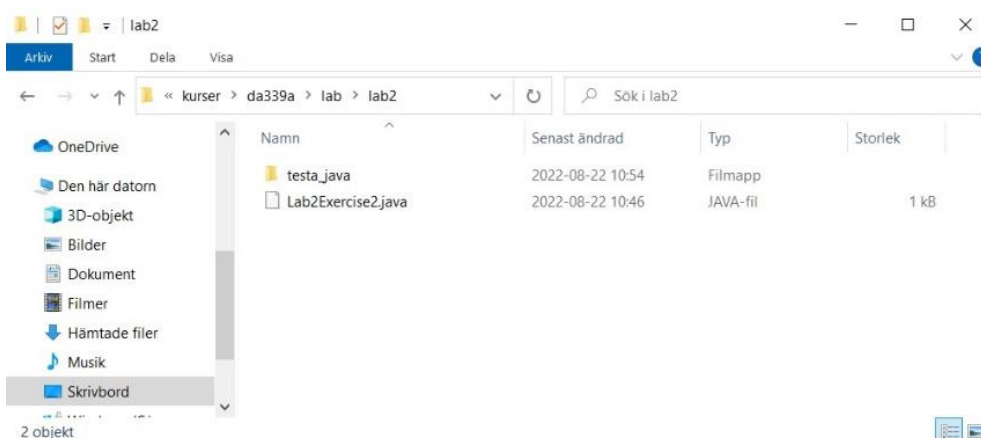 lab2
Arkiv Start Dela Visa
« kurser > da339a > lab > lab2 Sök i lab2
Namn Senast ändrad Typ Storlek
OneDrive
testa_java 2022-08-22 10:54 Filmapp
Den här datorn
Lab2Exercise2.java 2022-08-22 10:46 JAVA-fil 1 kB
3D-objekt
Bilder
Dokument
Filmer
Hämtade filer
Musik
Skrivbord
2 objekt